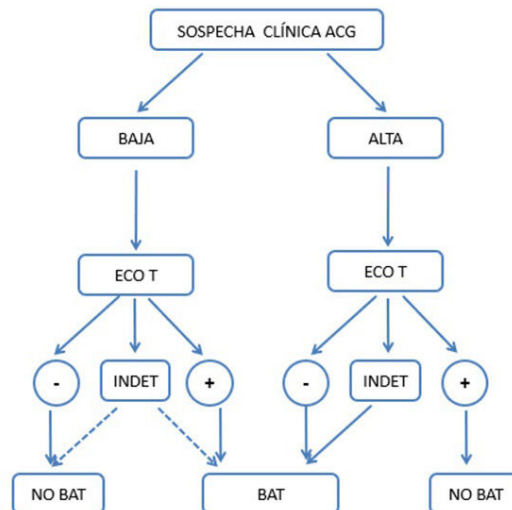 SOSPECHA CLÍNICA ACG
BAJA
ALTA
ECO T
ECO T
-
INDET
+
-
INDET
+
NO BAT
BAT
NO BAT